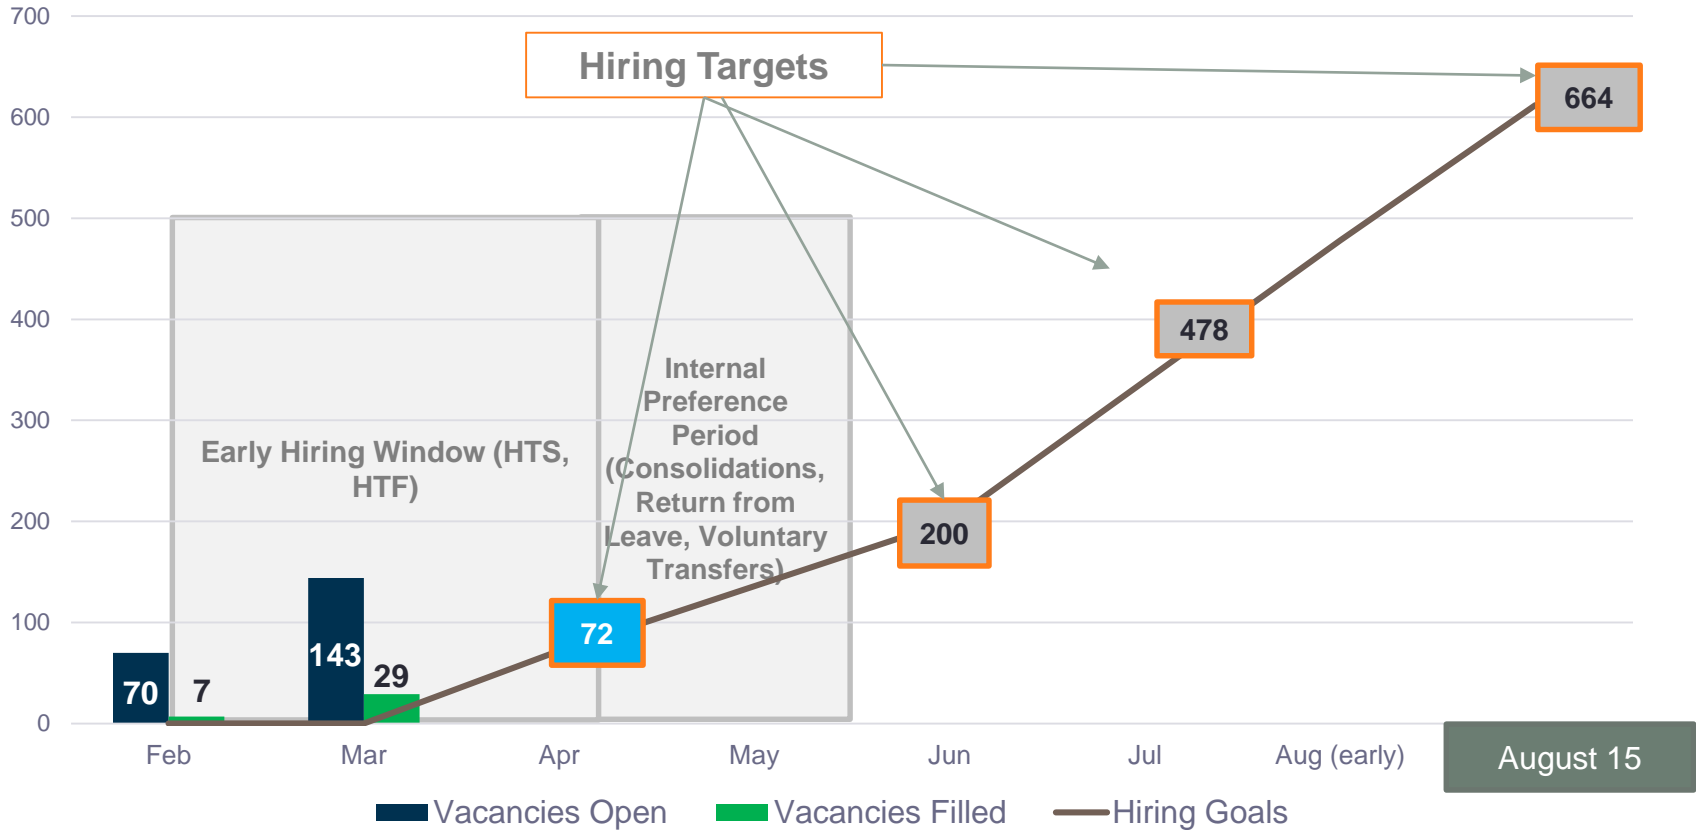 700
600
500
400
300
200
100
0
Hiring Targets
664
478
200
72
Early Hiring Window (HTS,
HTF)
Internal
Preference
Period
(Consolidations,
Return from
Leave, Voluntary
Transfers)
70
7
143
29
Feb
Mar
Apr
May
Jun
Jul
Aug (early)
August 15
Vacancies Open
Vacancies Filled
Hiring Goals